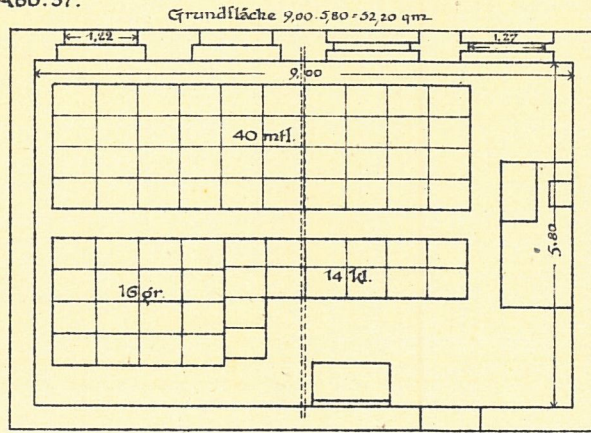 Abb. 37.
Grundfläcke 9,00·5,80=52,20 qm
1,22
1,27
9,00
40 mtl.
5.80
16 gr.
14 kl.